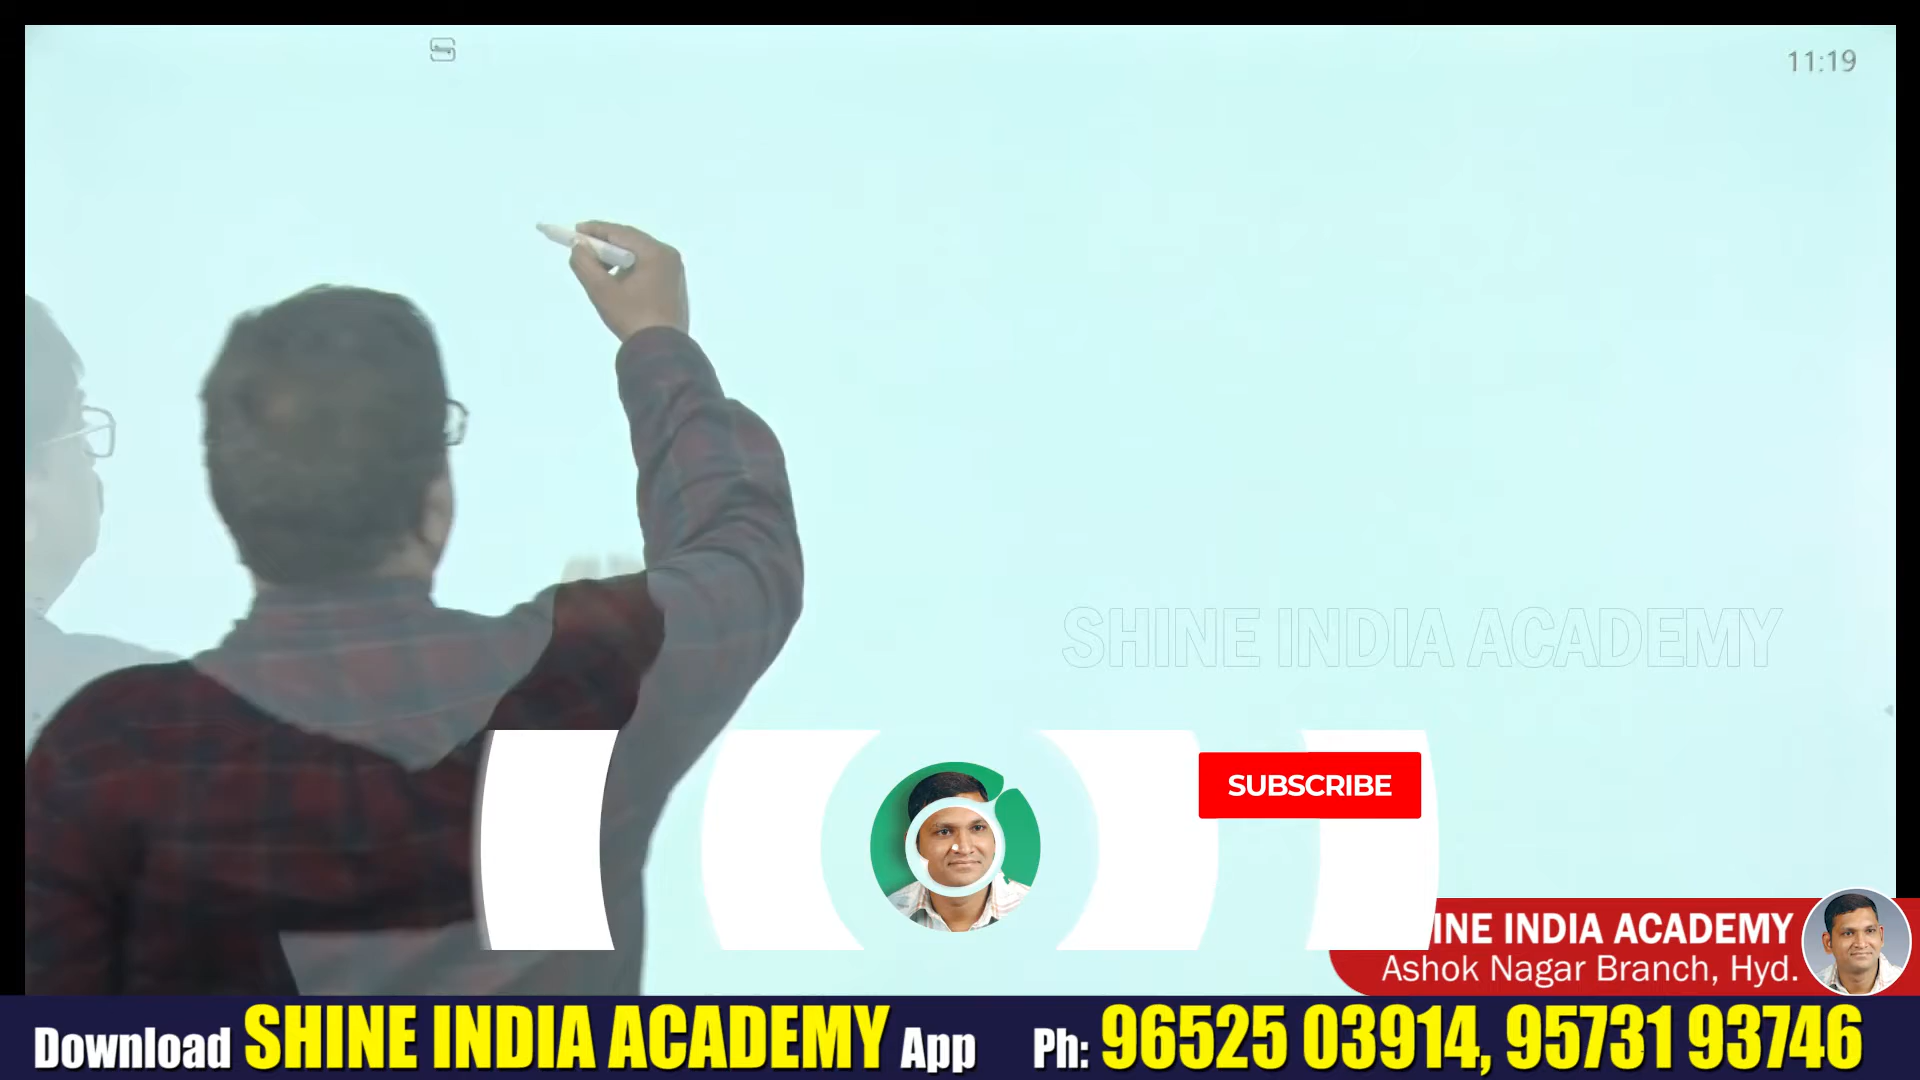 11:19
SHINE INDIA ACADEMY
SUBSCRIBE
INE INDIA ACADEMY
Ashok Nagar Branch, Hyd.
Download SHINE INDIA ACADEMY App Ph: 96525 03914, 95731 93746